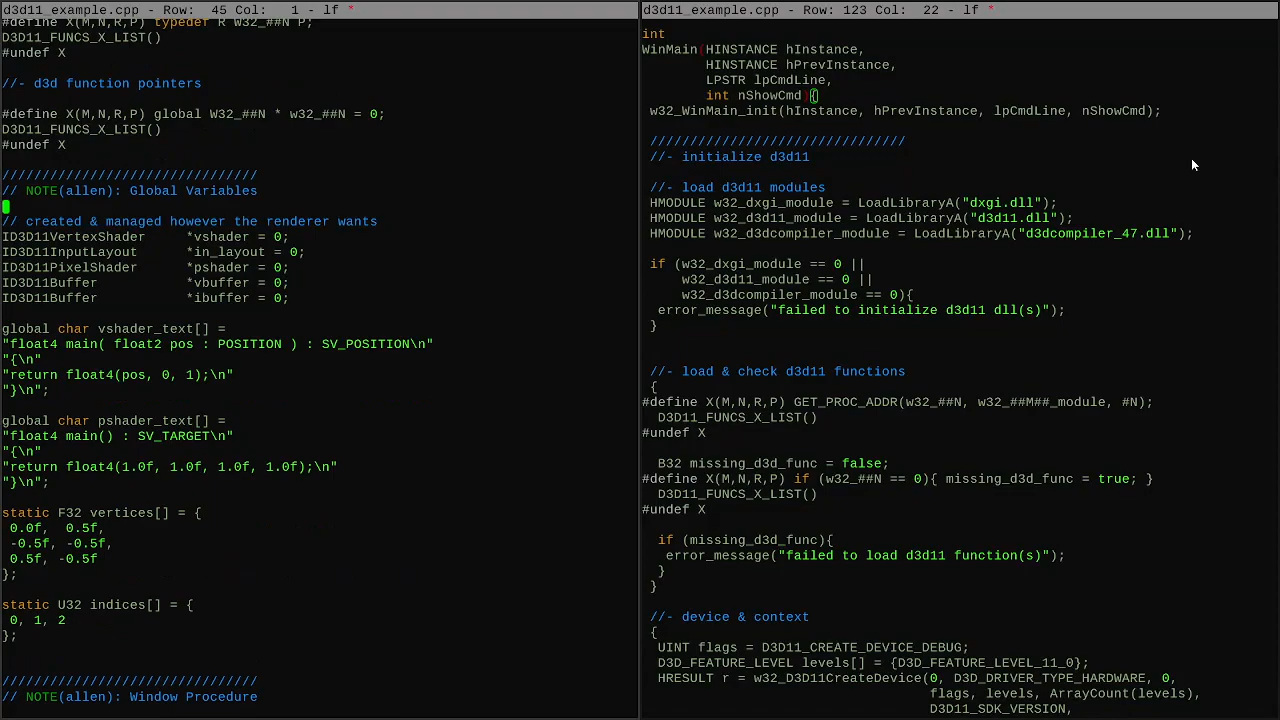 d3d11_example.cpp - Row:  45 Col:   1 - lf *
#define X(M,N,R,P) typedef R W32_##N P;
D3D11_FUNCS_X_LIST()
#undef X
//- d3d function pointers
#define X(M,N,R,P) global W32_##N * w32_##N = 0;
D3D11_FUNCS_X_LIST()
#undef X
////////////////////////////////
// NOTE(allen): Global Variables
// created & managed however the renderer wants
ID3D11VertexShader     *vshader = 0;
ID3D11InputLayout      *in_layout = 0;
ID3D11PixelShader      *pshader = 0;
ID3D11Buffer           *vbuffer = 0;
ID3D11Buffer           *ibuffer = 0;
global char vshader_text[] =
"float4 main( float2 pos : POSITION ) : SV_POSITION\n"
"{\n"
"return float4(pos, 0, 1);\n"
"}\n";
global char pshader_text[] =
"float4 main() : SV_TARGET\n"
"{\n"
"return float4(1.0f, 1.0f, 1.0f, 1.0f);\n"
"}\n";
static F32 vertices[] = {
 0.0f,  0.5f,
 -0.5f, -0.5f,
 0.5f, -0.5f
};
static U32 indices[] = {
 0, 1, 2
};
////////////////////////////////
// NOTE(allen): Window Procedure
d3d11_example.cpp - Row: 123 Col:  22 - lf *
int
WinMain(HINSTANCE hInstance,
        HINSTANCE hPrevInstance,
        LPSTR lpCmdLine,
        int nShowCmd){
 w32_WinMain_init(hInstance, hPrevInstance, lpCmdLine, nShowCmd);
 ////////////////////////////////
 //- initialize d3d11
 //- load d3d11 modules
 HMODULE w32_dxgi_module = LoadLibraryA("dxgi.dll");
 HMODULE w32_d3d11_module = LoadLibraryA("d3d11.dll");
 HMODULE w32_d3dcompiler_module = LoadLibraryA("d3dcompiler_47.dll");
 if (w32_dxgi_module == 0 ||
     w32_d3d11_module == 0 ||
     w32_d3dcompiler_module == 0){
  error_message("failed to initialize d3d11 dll(s)");
 }
 //- load & check d3d11 functions
 {
#define X(M,N,R,P) GET_PROC_ADDR(w32_##N, w32_##M##_module, #N);
  D3D11_FUNCS_X_LIST()
#undef X
  B32 missing_d3d_func = false;
#define X(M,N,R,P) if (w32_##N == 0){ missing_d3d_func = true; }
  D3D11_FUNCS_X_LIST()
#undef X
  if (missing_d3d_func){
   error_message("failed to load d3d11 function(s)");
  }
 }
 //- device & context
 {
  UINT flags = D3D11_CREATE_DEVICE_DEBUG;
  D3D_FEATURE_LEVEL levels[] = {D3D_FEATURE_LEVEL_11_0};
  HRESULT r = w32_D3D11CreateDevice(0, D3D_DRIVER_TYPE_HARDWARE, 0,
                                    flags, levels, ArrayCount(levels),
                                    D3D11_SDK_VERSION,